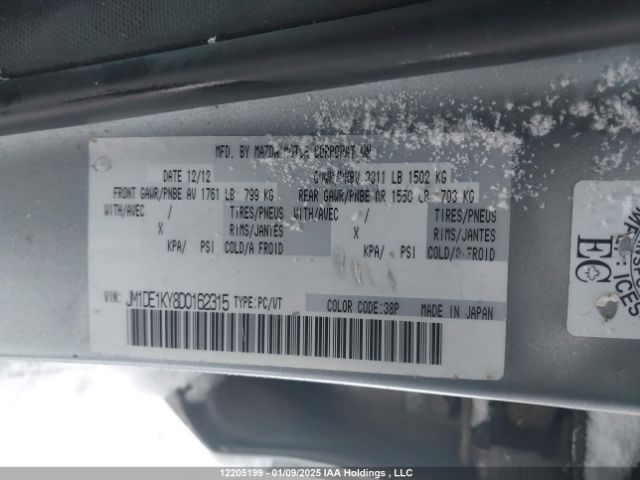 MFD. BY MAZDA MOTOR CORPORATION
DATE 12/12 GVWR/PNBV 3311 LB 1502 KG
FRONT GAWR/PNBE AV 1761 LB 799 KG REAR GAWR/PNBE AR 1550 LB 703 KG
WITH/AVEC / TIRES/PNEUS WITH/AVEC / TIRES/PNEUS
X RIMS/JANTES X RIMS/JANTES
KPA/ PSI COLD/A FROID KPA/ PSI COLD/A FROID
VIN: JM1DE1KY8D0162315 TYPE:PC/VT COLOR CODE:38P MADE IN JAPAN
EC
ICES
12205199 - 01/09/2025 IAA Holdings , LLC